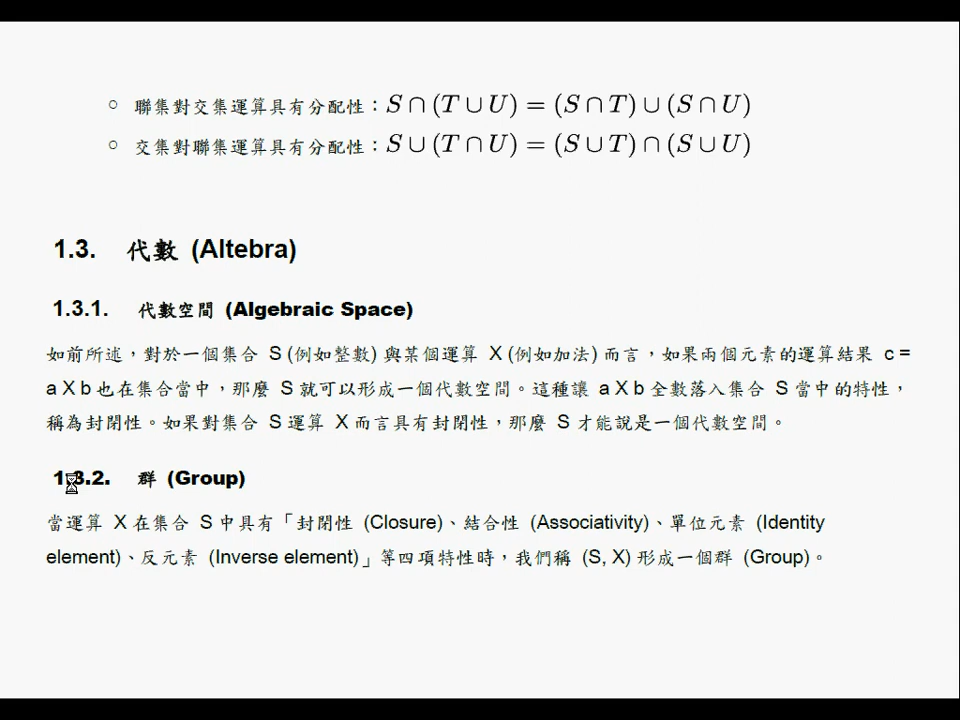 ○ 聯集對交集運算具有分配性：S ∩ (T ∪ U) = (S ∩ T) ∪ (S ∩ U)
○ 交集對聯集運算具有分配性：S ∪ (T ∩ U) = (S ∪ T) ∩ (S ∪ U)
1.3. 代數 (Altebra)
1.3.1. 代數空間 (Algebraic Space)
如前所述，對於一個集合 S (例如整數) 與某個運算 X (例如加法) 而言，如果兩個元素的運算結果 c =
a X b 也在集合當中，那麼 S 就可以形成一個代數空間。這種讓 a X b 全數落入集合 S 當中的特性，
稱為封閉性。如果對集合 S 運算 X 而言具有封閉性，那麼 S 才能說是一個代數空間。
1.3.2. 群 (Group)
當運算 X 在集合 S 中具有「封閉性 (Closure)、結合性 (Associativity)、單位元素 (Identity
element)、反元素 (Inverse element)」等四項特性時，我們稱 (S, X) 形成一個群 (Group)。